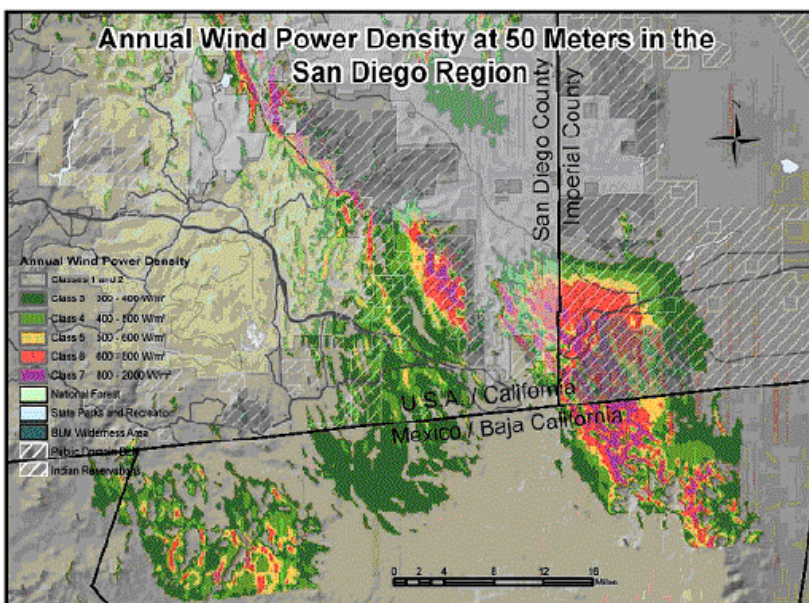 Annual Wind Power Density at 50 Meters in the
San Diego Region
San Diego County
Imperial County
Annual Wind Power Density
Classes 1 and 2
Class 3 300 - 400 W/m²
Class 4 400 - 500 W/m²
Class 5 500 - 600 W/m²
Class 6 600 - 800 W/m²
Class 7 800 - 2000 W/m²
National Forest
State Parks and Recreation
BLM Wilderness Area
Public Domain
Indian Reservations
U.S.A. / California
Mexico / Baja California
0 2 4 8 12 16
Miles